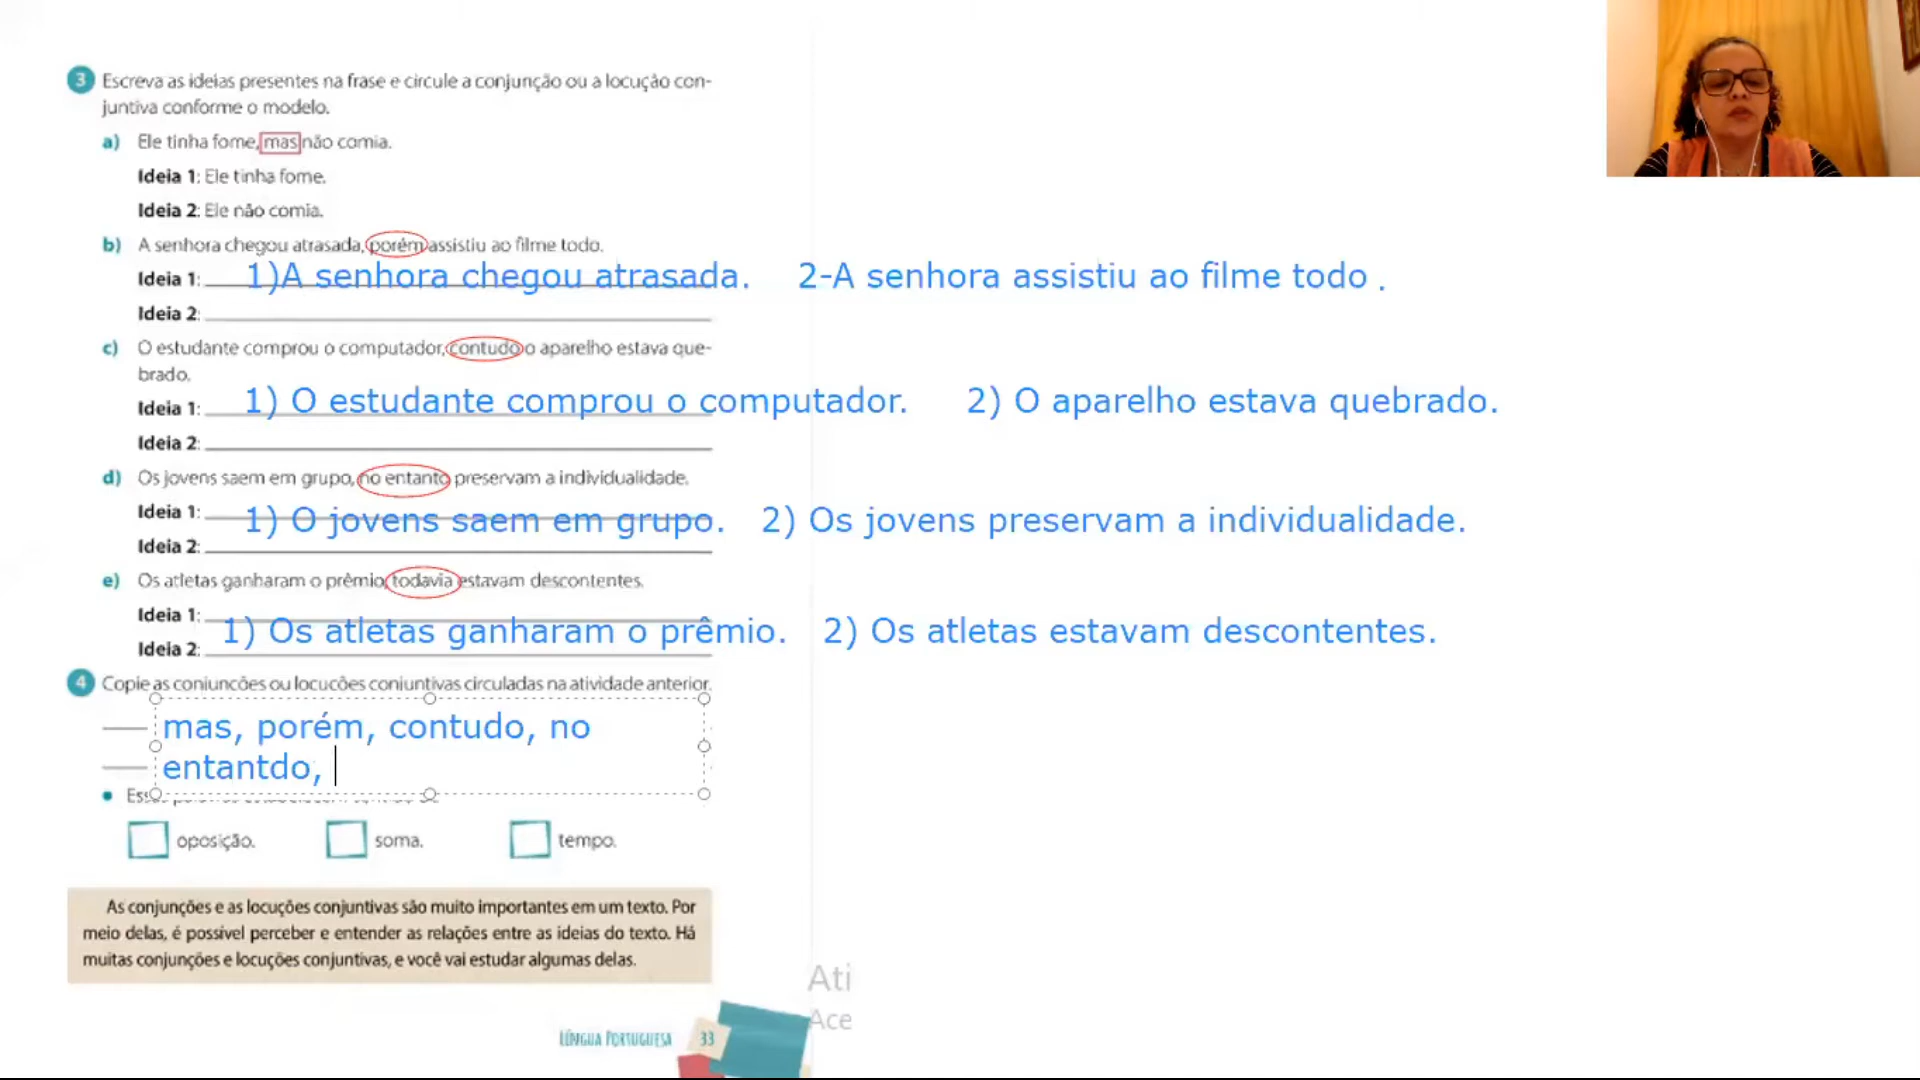 3 Escreva as ideias presentes na frase e circule a conjunção ou a locução con-
juntiva conforme o modelo.
a) Ele tinha fome, mas não comia.
Ideia 1: Ele tinha fome.
Ideia 2: Ele não comia.
b) A senhora chegou atrasada, porém assistiu ao filme todo.
Ideia 1: 1)A senhora chegou atrasada. 2-A senhora assistiu ao filme todo .
Ideia 2:
c) O estudante comprou o computador, contudo o aparelho estava que-
brado.
Ideia 1: 1) O estudante comprou o computador. 2) O aparelho estava quebrado.
Ideia 2:
d) Os jovens saem em grupo, no entanto preservam a individualidade.
Ideia 1: 1) O jovens saem em grupo. 2) Os jovens preservam a individualidade.
Ideia 2:
e) Os atletas ganharam o prêmio, todavia estavam descontentes.
Ideia 1:
1) Os atletas ganharam o prêmio. 2) Os atletas estavam descontentes.
Ideia 2:
4 Copie as conjunções ou locuções conjuntivas circuladas na atividade anterior.
mas, porém, contudo, no
entantdo,
oposição. soma. tempo.
As conjunções e as locuções conjuntivas são muito importantes em um texto. Por
meio delas, é possível perceber e entender as relações entre as ideias do texto. Há
muitas conjunções e locuções conjuntivas, e você vai estudar algumas delas.
Ati
Ace
LÍNGUA PORTUGUESA 33